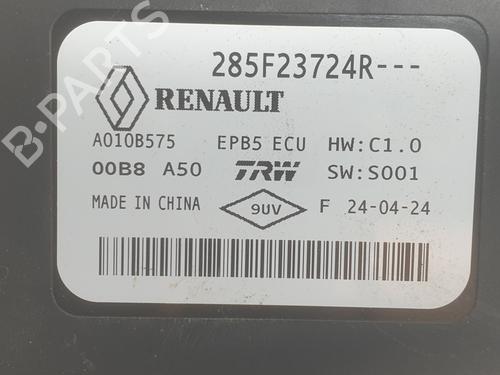 285F23724R---
RENAULT
A010B575 EPB5 ECU HW:C1.0
00B8 A50 TRW SW:S001
MADE IN CHINA 9UV F 24-04-24
B-PARTS